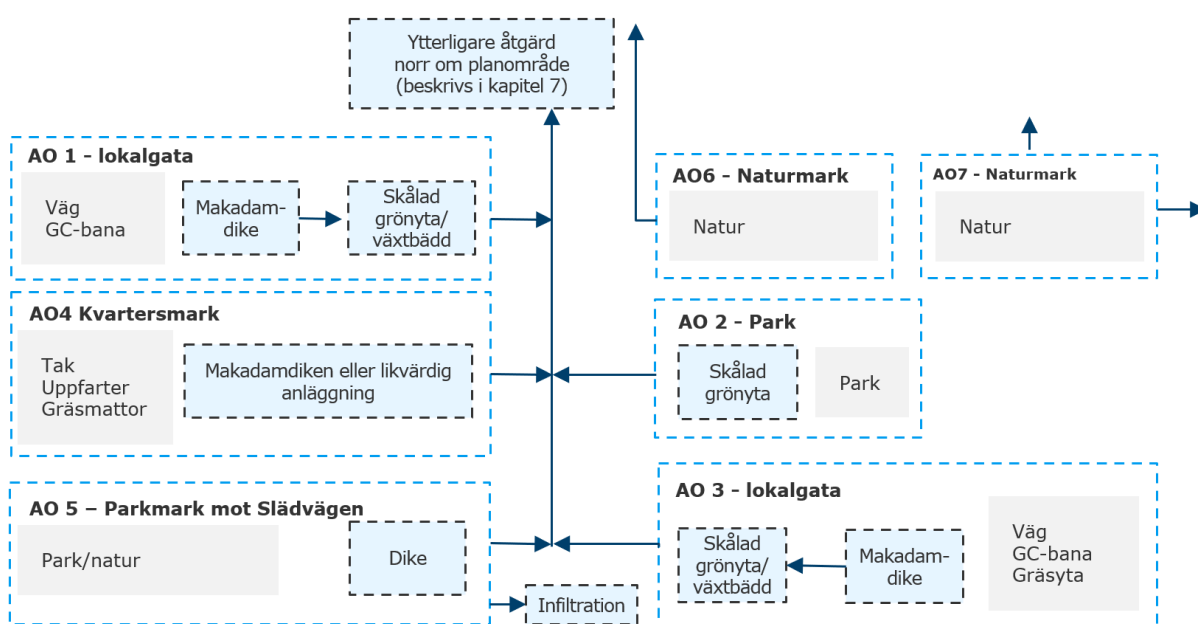 Ytterligare åtgärd
norr om planområde
(beskrivs i kapitel 7)
AO 1 - lokalgata
Väg
GC-bana
Makadam-
dike
Skålad
grönyta/
växtbädd
AO6 - Naturmark
Natur
AO7 - Naturmark
Natur
AO4 Kvartersmark
Tak
Uppfarter
Gräsmattor
Makadamdiken eller likvärdig
anläggning
AO 2 - Park
Skålad
grönyta
Park
AO 5 – Parkmark mot Slädvägen
Park/natur
Dike
Infiltration
AO 3 - lokalgata
Skålad
grönyta/
växtbädd
Makadam-
dike
Väg
GC-bana
Gräsyta